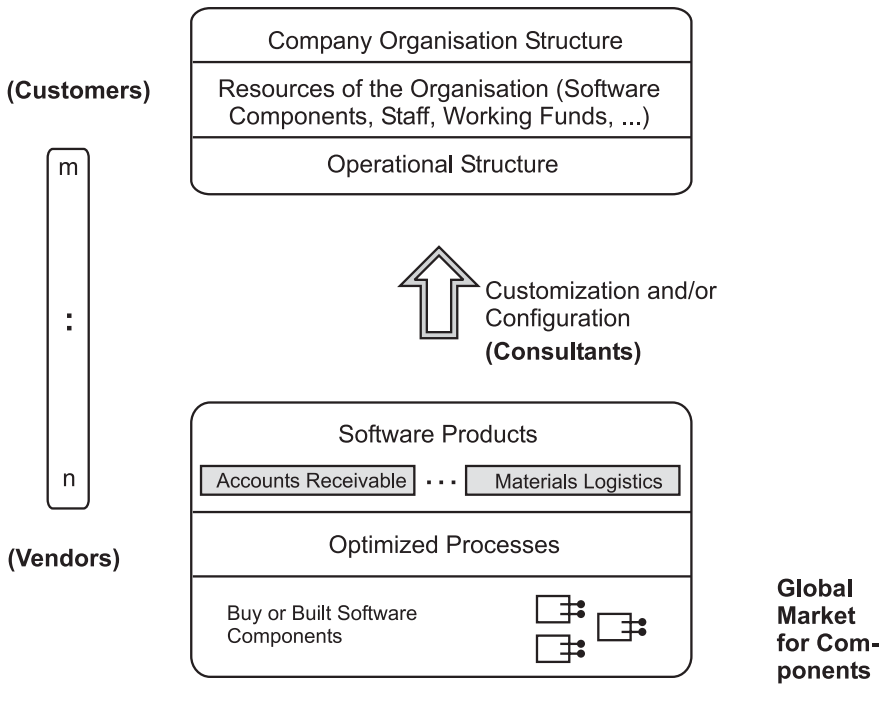 Company Organisation Structure
(Customers)
Resources of the Organisation (Software
Components, Staff, Working Funds, ...)
Operational Structure
m
:
n
Customization and/or
Configuration
(Consultants)
Software Products
Accounts Receivable ... Materials Logistics
(Vendors)
Optimized Processes
Buy or Built Software
Components
Global
Market
for Com-
ponents